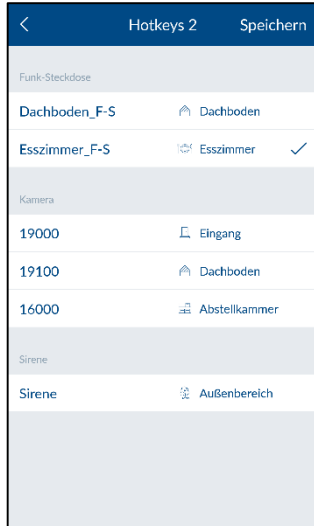 Hotkeys 2 Speichern
Funk-Steckdose
Dachboden_F-S Dachboden
Esszimmer_F-S Esszimmer
Kamera
19000 Eingang
19100 Dachboden
16000 Abstellkammer
Sirene
Sirene Außenbereich